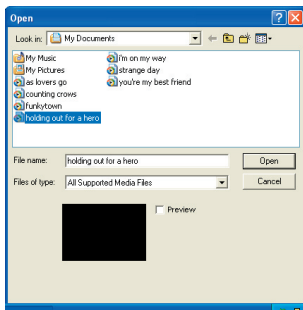 Open
Look in: My Documents
My Music
My Pictures
as lovers go
counting crows
funkytown
holding out for a hero
i'm on my way
strange day
you're my best friend
File name: holding out for a hero Open
Files of type: All Supported Media Files Cancel
Preview